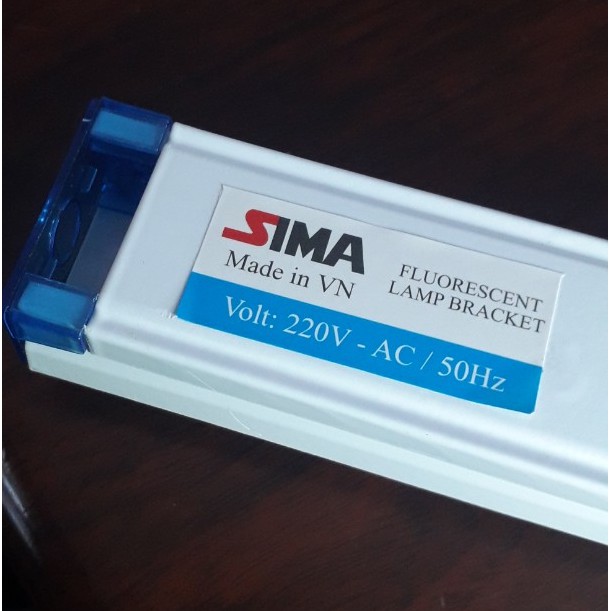 SIMA
Made in VN
FLUORESCENT
LAMP BRACKET
Volt: 220V - AC / 50Hz